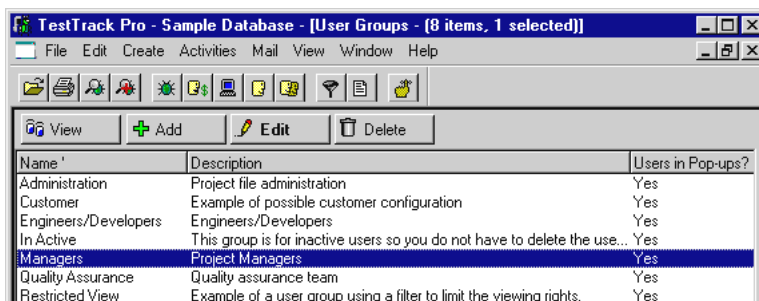 TestTrack Pro - Sample Database - [User Groups - (8 items, 1 selected)]
File Edit Create Activities Mail View Window Help
View Add Edit Delete
Name ' Description Users in Pop-ups?
Administration Project file administration Yes
Customer Example of possible customer configuration Yes
Engineers/Developers Engineers/Developers Yes
In Active This group is for inactive users so you do not have to delete the use... Yes
Managers Project Managers Yes
Quality Assurance Quality assurance team Yes
Restricted View Example of a user group using a filter to limit the viewing rights. Yes